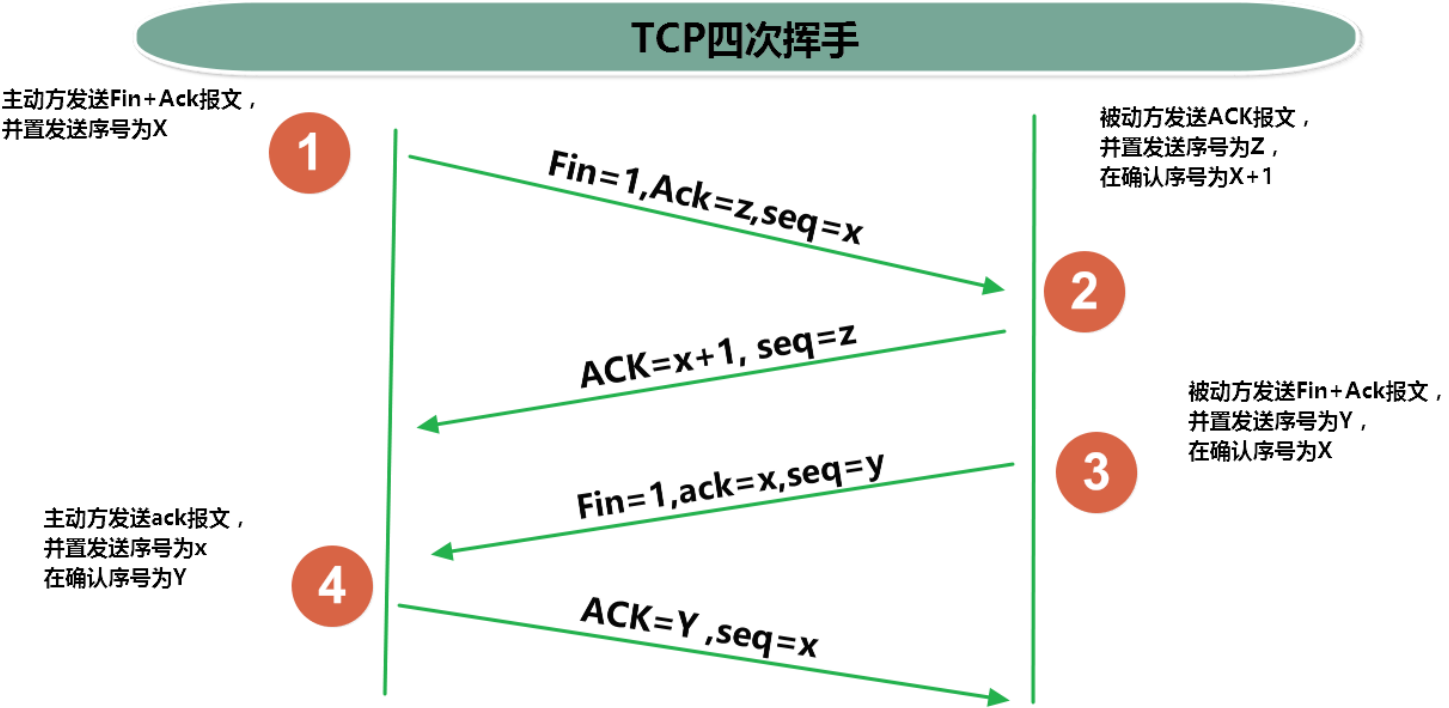 TCP四次挥手
主动方发送Fin+Ack报文，
并置发送序号为X
1
Fin=1,Ack=z,seq=x
被动方发送ACK报文，
并置发送序号为Z，
在确认序号为X+1
2
ACK=x+1, seq=z
被动方发送Fin+Ack报文，
并置发送序号为Y，
在确认序号为X
3
Fin=1,ack=x,seq=y
主动方发送ack报文，
并置发送序号为x
在确认序号为Y
4
ACK=Y ,seq=x